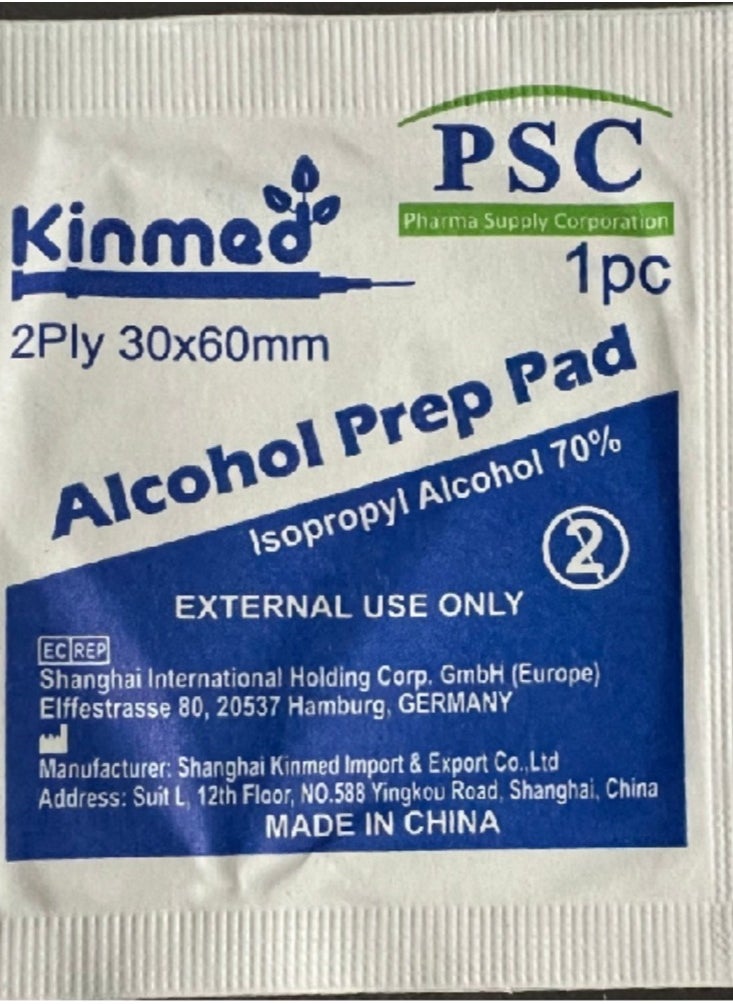 PSC
Pharma Supply Corporation
Kinmed
1pc
2Ply 30x60mm
Alcohol Prep Pad
Isopropyl Alcohol 70%
2
EXTERNAL USE ONLY
EC REP
Shanghai International Holding Corp. GmbH (Europe)
Elffestrasse 80, 20537 Hamburg, GERMANY
Manufacturer: Shanghai Kinmed Import & Export Co.,Ltd
Address: Suit L, 12th Floor, NO.588 Yingkou Road, Shanghai, China
MADE IN CHINA